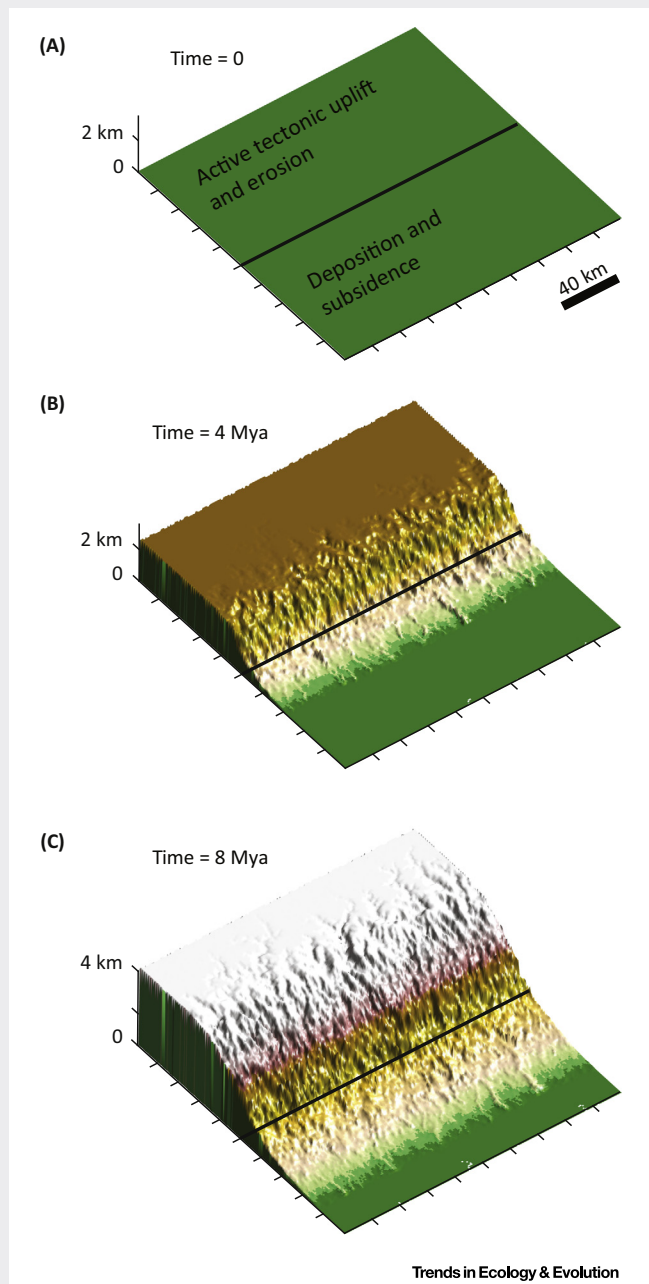 (A)
Time = 0
2 km
0
Active tectonic uplift
and erosion
Deposition and
subsidence
40 km
(B)
Time = 4 Mya
2 km
0
(C)
Time = 8 Mya
4 km
0
Trends in Ecology & Evolution